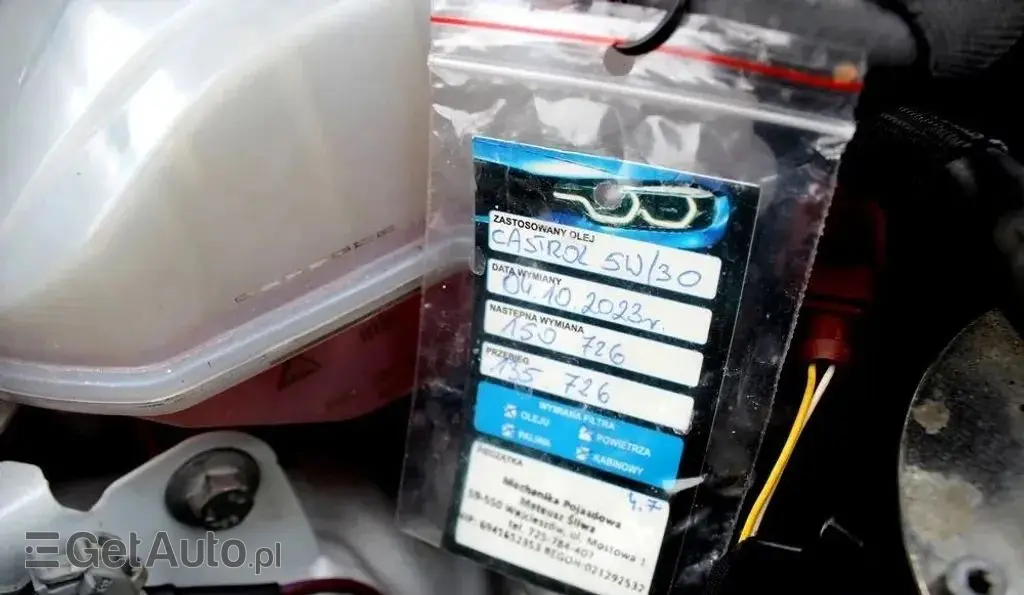 ZASTOSOWANY OLEJ
CASTROL 5W/30
DATA WYMIANY
04.10.2023r.
NASTĘPNA WYMIANA
150 726
PRZEBIEG
135 726
WYMIANA FILTRA
OLEJU
POWIETRZA
PALIWA
KABINOWY
PIECZĄTKA
4.7
Mechanika Pojazdowa
Mateusz Śliwa
59-550 Wojcieszów, ul. Mostowa 1
tel. 725-784-407
NIP: 6941652353 REGON:021292532
GetAuto.pl